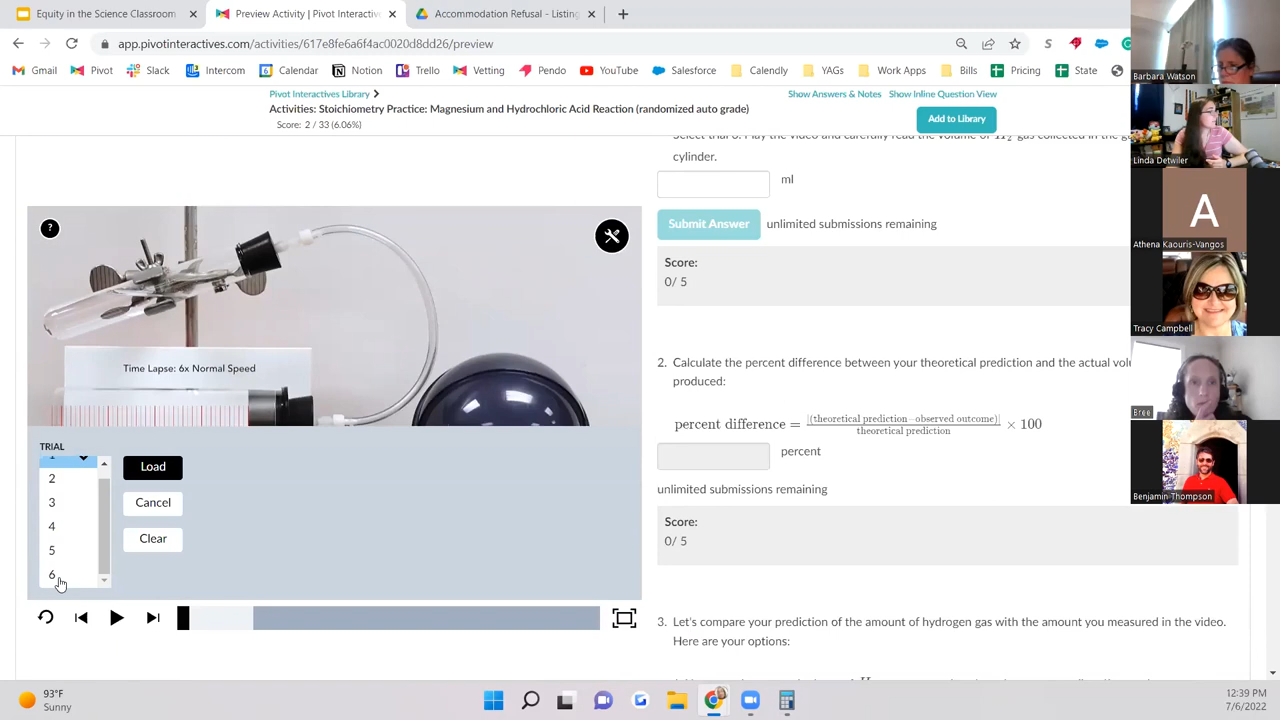 Equity in the Science Classroom
Preview Activity | Pivot Interactiv
Accommodation Refusal - Listing
app.pivotinteractives.com/activities/617e8fe6a6f4ac0020d86d26/preview
Gmail
Pivot
Slack
Intercom
Calendar
Trello
Vetting
Pendo
YouTube
Salesforce
Calendly
YAGs
Work Apps
Bills
Pricing
State
Pivot Interactives Library
Show Answers & Notes
Show Inline Question View
Activities: Stoichiometry Practice: Magnesium and Hydrochloric Acid Reaction (randomized auto grade)
Score: 2 / 33 (6.06%)
Add to Library
cylinder.
ml
Submit Answer
unlimited submissions remaining
Score:
0/ 5
?
Time Lapse: 6x Normal Speed
2. Calculate the percent difference between your theoretical prediction and the actual
produced:
percent difference = |(theoretical prediction−observed outcome)| / theoretical prediction × 100
percent
unlimited submissions remaining
Score:
0/ 5
TRIAL
2
3
4
5
6
Load
Cancel
Clear
3. Let's compare your prediction of the amount of hydrogen gas with the amount you measured in the video.
Here are your options:
Barbara Watson
Linda Detwiler
A
Athena Kaouris-Vangos
Tracy Campbell
Bree
Benjamin Thompson
93°F
Sunny
12:39 PM
7/6/2022